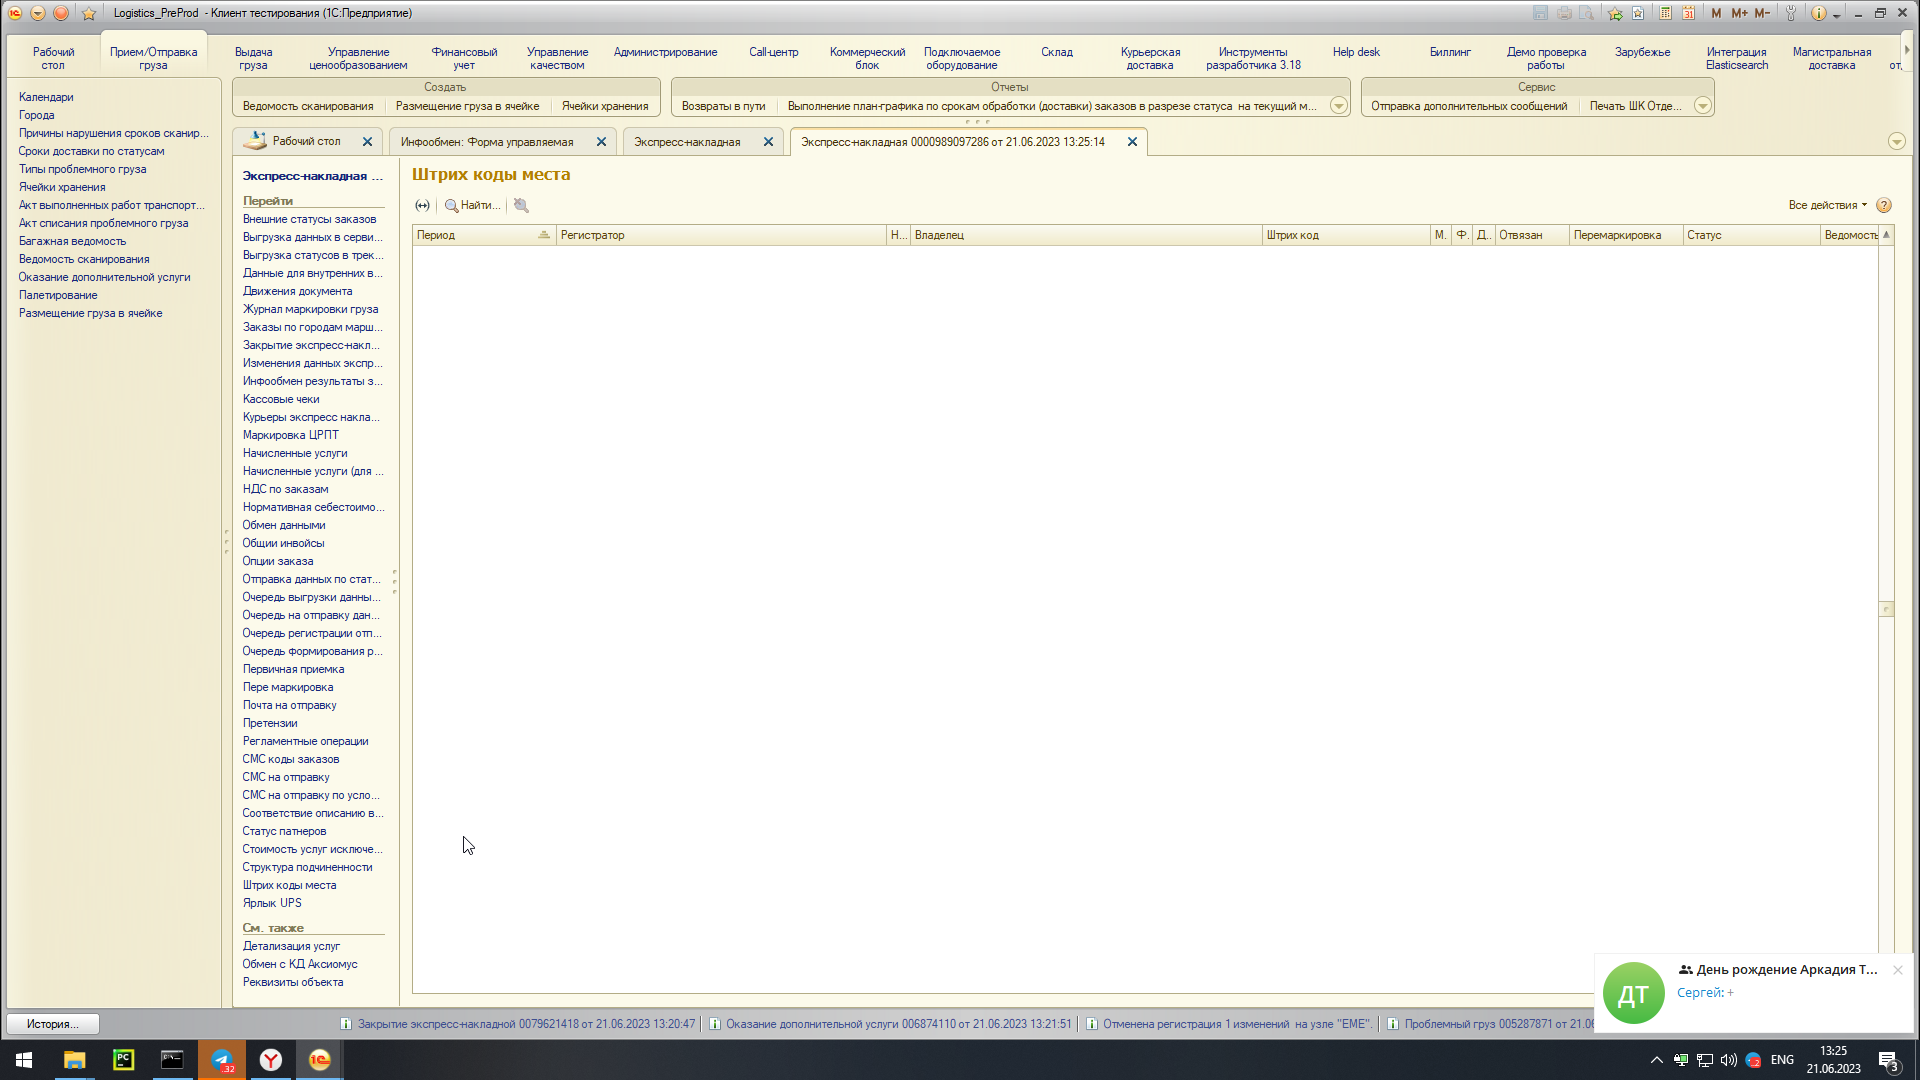 Logistics_PreProd - Клиент тестирования (1С:Предприятие)
M M+ M-
Рабочий стол
Прием/Отправка груза
Выдача груза
Управление ценообразованием
Финансовый учет
Управление качеством
Администрирование
Call-центр
Коммерческий блок
Подключаемое оборудование
Склад
Курьерская доставка
Инструменты разработчика 3.18
Help desk
Биллинг
Демо проверка работы
Зарубежье
Интеграция Elasticsearch
Магистральная доставка
Календари
Города
Причины нарушения сроков сканир...
Сроки доставки по статусам
Типы проблемного груза
Ячейки хранения
Акт выполненных работ транспорт...
Акт списания проблемного груза
Багажная ведомость
Ведомость сканирования
Оказание дополнительной услуги
Палетирование
Размещение груза в ячейке
Создать
Ведомость сканирования
Размещение груза в ячейке
Ячейки хранения
Отчеты
Возвраты в пути
Выполнение план-графика по срокам обработки (доставки) заказов в разрезе статуса на текущий м...
Сервис
Отправка дополнительных сообщений
Печать ШК Отде...
Рабочий стол
Инфообмен: Форма управляемая
Экспресс-накладная
Экспресс-накладная 0000989097286 от 21.06.2023 13:25:14
Экспресс-накладная ...
Перейти
Внешние статусы заказов
Выгрузка данных в серви...
Выгрузка статусов в трек...
Данные для внутренних в...
Движения документа
Журнал маркировки груза
Заказы по городам марш...
Закрытие экспресс-накл...
Изменения данных экспр...
Инфообмен результаты з...
Кассовые чеки
Курьеры экспресс накла...
Маркировка ЦРПТ
Начисленные услуги
Начисленные услуги (для ...
НДС по заказам
Нормативная себестоимо...
Обмен данными
Общии инвойсы
Опции заказа
Отправка данных по стат...
Очередь выгрузки данны...
Очередь на отправку дан...
Очередь регистрации отп...
Очередь формирования р...
Первичная приемка
Пере маркировка
Почта на отправку
Претензии
Регламентные операции
СМС коды заказов
СМС на отправку
СМС на отправку по усло...
Соответствие описанию в...
Статус патнеров
Стоимость услуг исключе...
Структура подчиненности
Штрих коды места
Ярлык UPS
См. также
Детализация услуг
Обмен с КД Аксиомус
Реквизиты объекта
Штрих коды места
Найти...
Все действия
Период
Регистратор
Н...
Владелец
Штрих код
М.
Ф.
Д..
Отвязан
Перемаркировка
Статус
Ведомость
ДТ
День рождение Аркадия Т...
Сергей: +
История...
Закрытие экспресс-накладной 0079621418 от 21.06.2023 13:20:47
Оказание дополнительной услуги 006874110 от 21.06.2023 13:21:51
Отменена регистрация 1 изменений на узле "EME".
Проблемный груз 005287871 от 21.06
ENG
13:25
21.06.2023
3